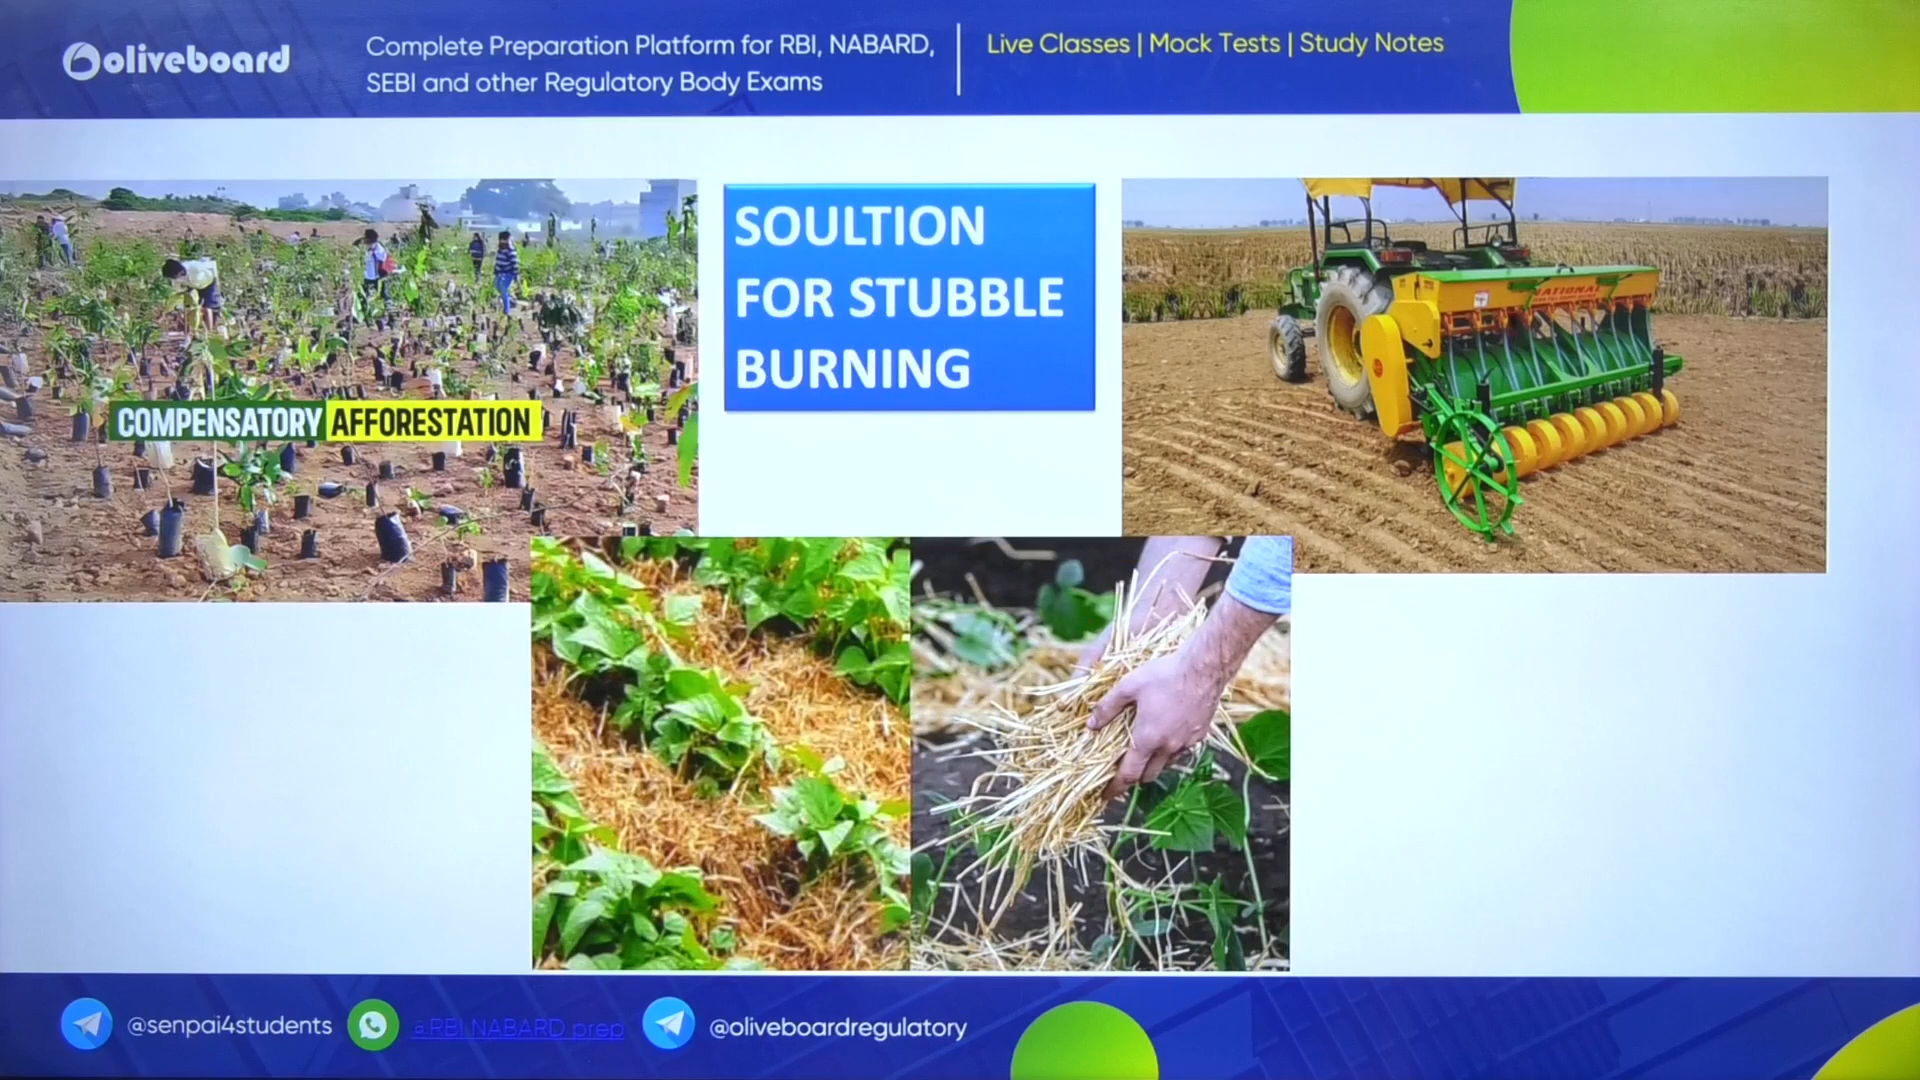 oliveboard
Complete Preparation Platform for RBI, NABARD,
SEBI and other Regulatory Body Exams
Live Classes | Mock Tests | Study Notes
SOULTION
FOR STUBBLE
BURNING
COMPENSATORY AFFORESTATION
NATIONAL
@senpai4students
@RBI NABARD prep
@oliveboardregulatory